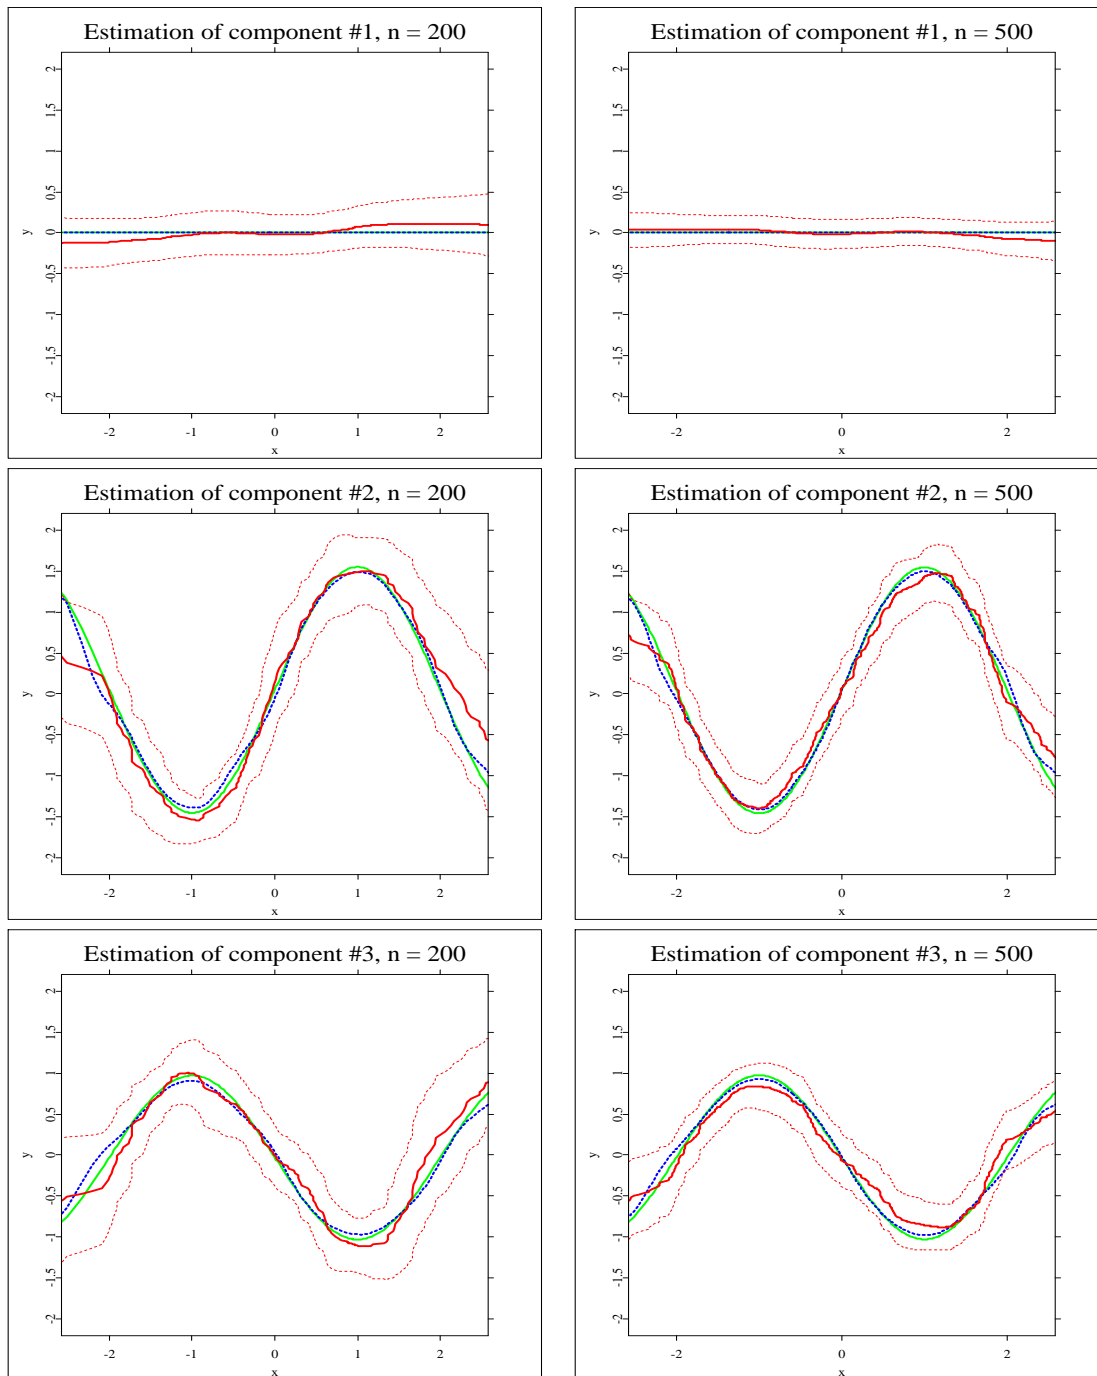 Estimation of component #1, n = 200
2
1.5
1
0.5
0
-0.5
-1
-1.5
-2
y
-2 -1 0 1 2
x
Estimation of component #1, n = 500
2
1.5
1
0.5
0
-0.5
-1
-1.5
-2
y
-2 0 2
x
Estimation of component #2, n = 200
2
1.5
1
0.5
0
-0.5
-1
-1.5
-2
y
-2 -1 0 1 2
x
Estimation of component #2, n = 500
2
1.5
1
0.5
0
-0.5
-1
-1.5
-2
y
-2 0 2
x
Estimation of component #3, n = 200
2
1.5
1
0.5
0
-0.5
-1
-1.5
-2
y
-2 -1 0 1 2
x
Estimation of component #3, n = 500
2
1.5
1
0.5
0
-0.5
-1
-1.5
-2
y
-2 0 2
x